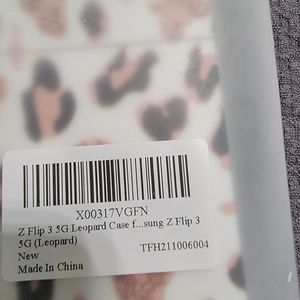 X00317VGFN
Z Flip 3 5G Leopard Case f...sung Z Flip 3
5G (Leopard)
New
TFH211006004
Made In China